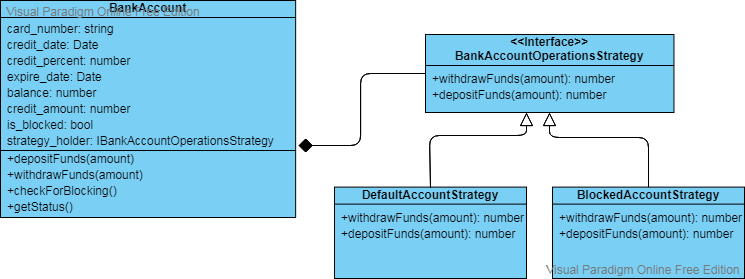 Visual Paradigm Online Free Edition
BankAccount
card_number: string
credit_date: Date
credit_percent: number
expire_date: Date
balance: number
credit_amount: number
is_blocked: bool
strategy_holder: IBankAccountOperationsStrategy
+depositFunds(amount)
+withdrawFunds(amount)
+checkForBlocking()
+getStatus()
<<Interface>>
BankAccountOperationsStrategy
+withdrawFunds(amount): number
+depositFunds(amount): number
DefaultAccountStrategy
+withdrawFunds(amount): number
+depositFunds(amount): number
BlockedAccountStrategy
+withdrawFunds(amount): number
+depositFunds(amount): number
Visual Paradigm Online Free Edition